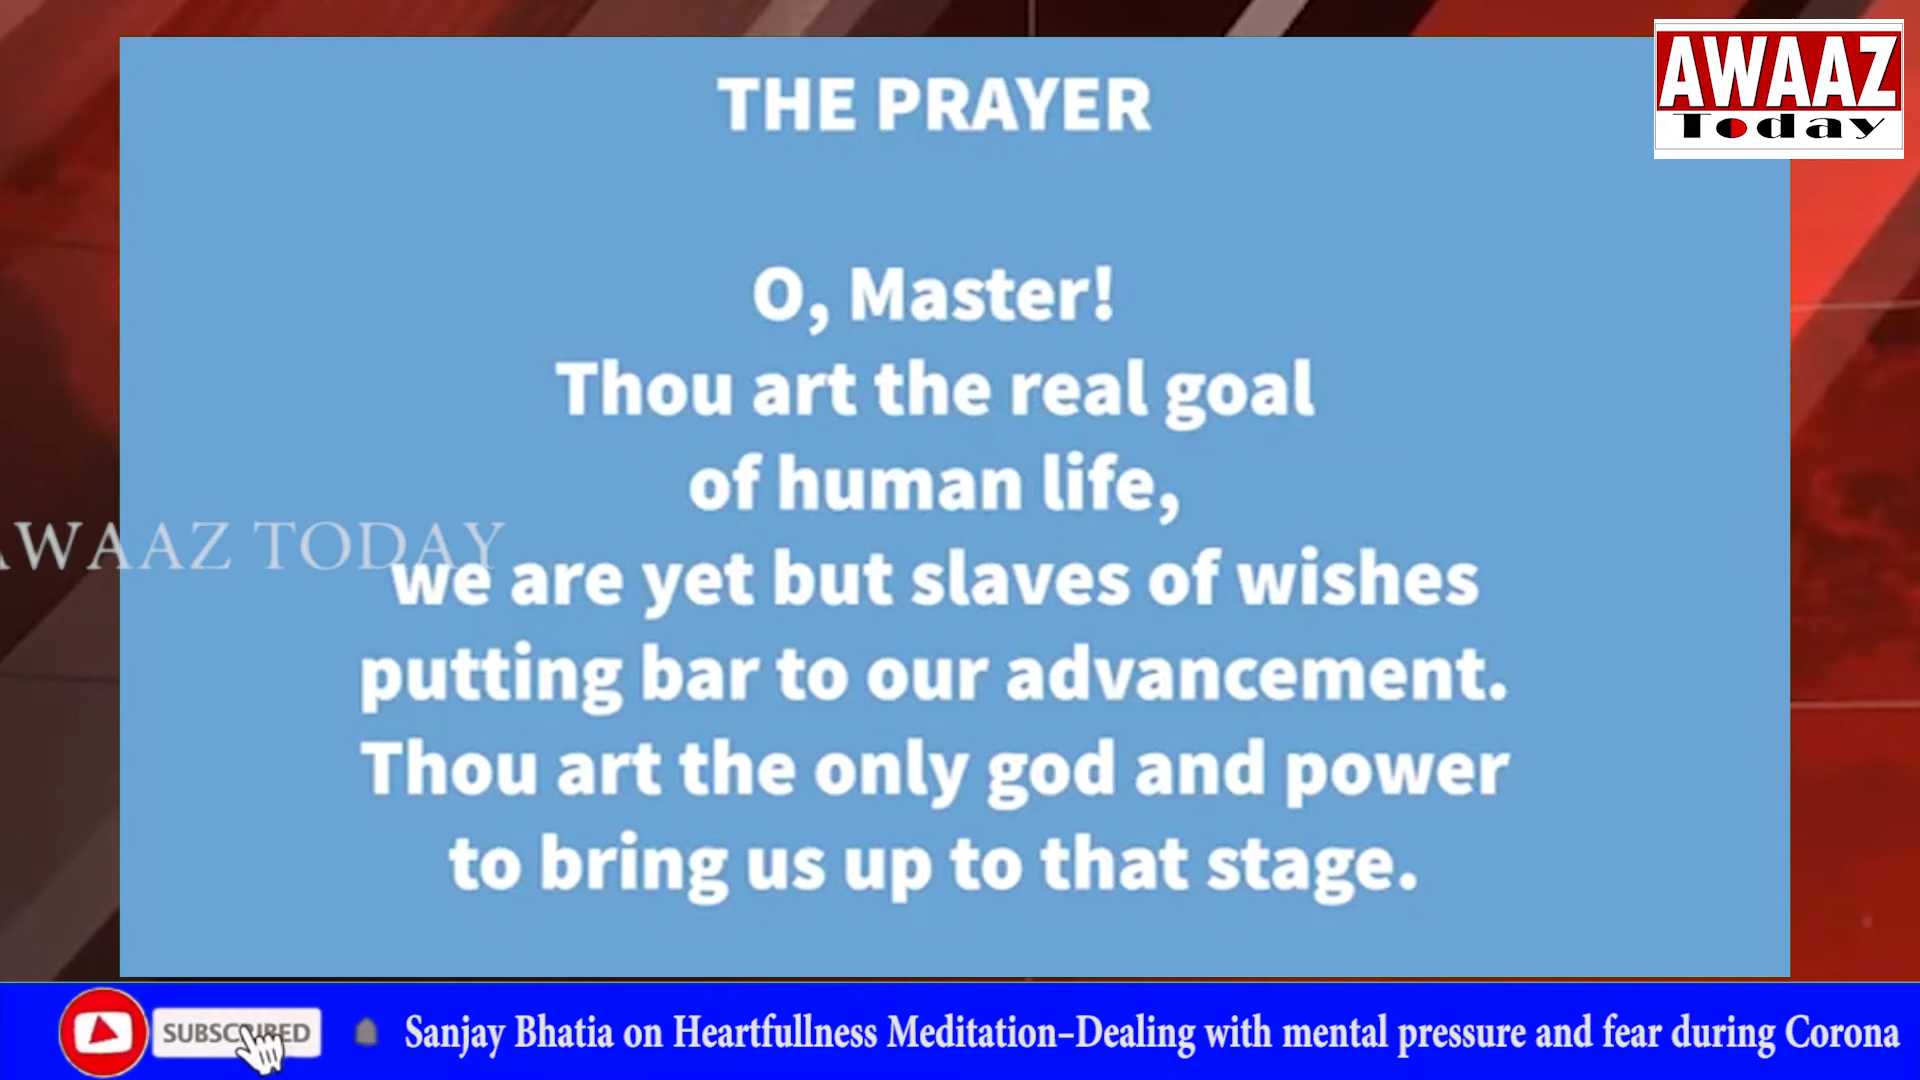 THE PRAYER
AWAAZ
Today
O, Master!
Thou art the real goal
of human life,
AWAAZ TODAY
we are yet but slaves of wishes
putting bar to our advancement.
Thou art the only god and power
to bring us up to that stage.
SUBSCRIBED
Sanjay Bhatia on Heartfullness Meditation-Dealing with mental pressure and fear during Corona